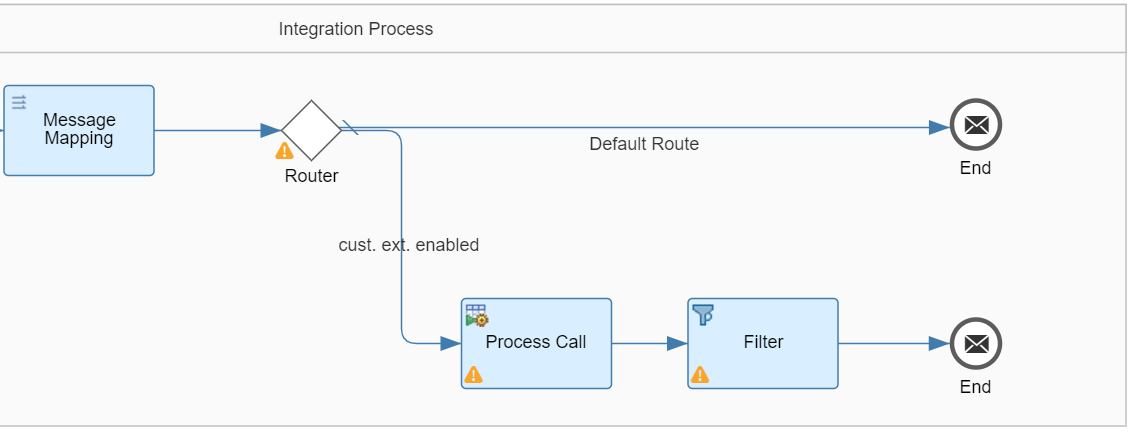 Integration Process
Message
Mapping
Router
Default Route
End
cust. ext. enabled
Process Call
Filter
End